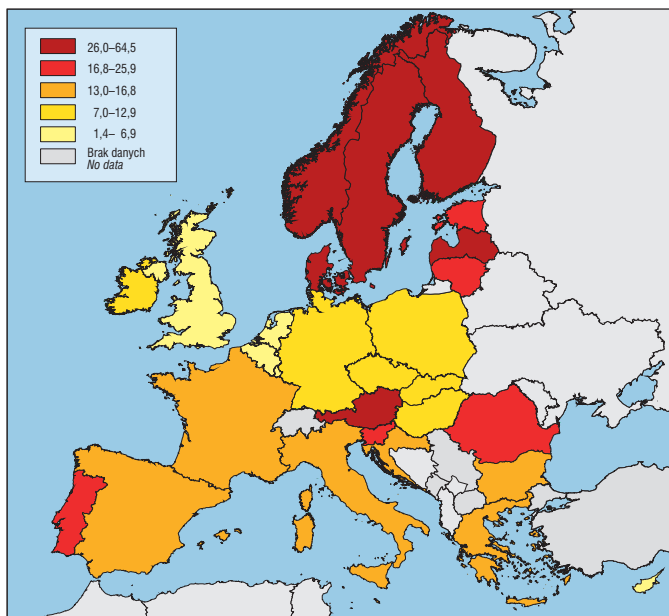 26,0–64,5
16,8–25,9
13,0–16,8
7,0–12,9
1,4– 6,9
Brak danych
No data